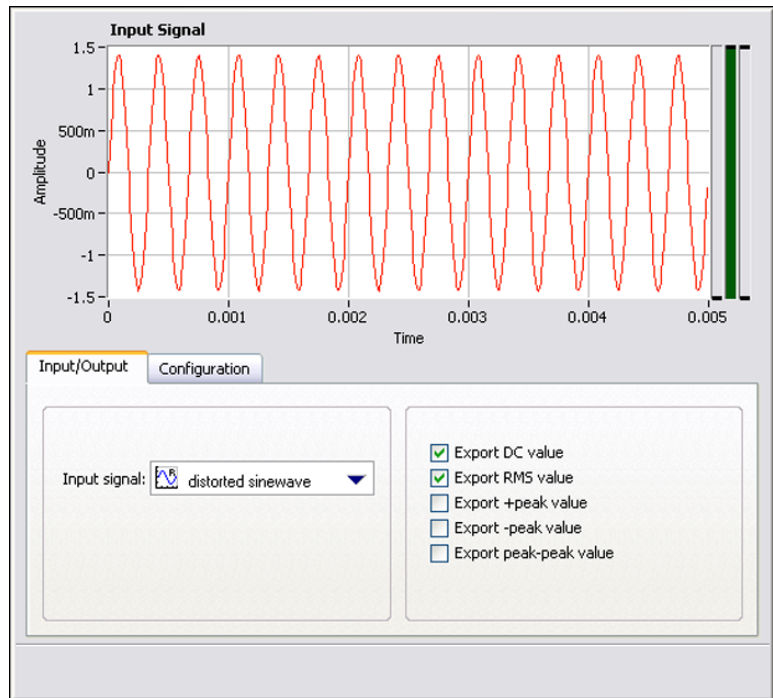 Input Signal
1.5
1
500m
0
-500m
-1
-1.5
Amplitude
0 0.001 0.002 0.003 0.004 0.005
Time
Input/Output Configuration
Input signal: R distorted sinewave
Export DC value
Export RMS value
Export +peak value
Export -peak value
Export peak-peak value